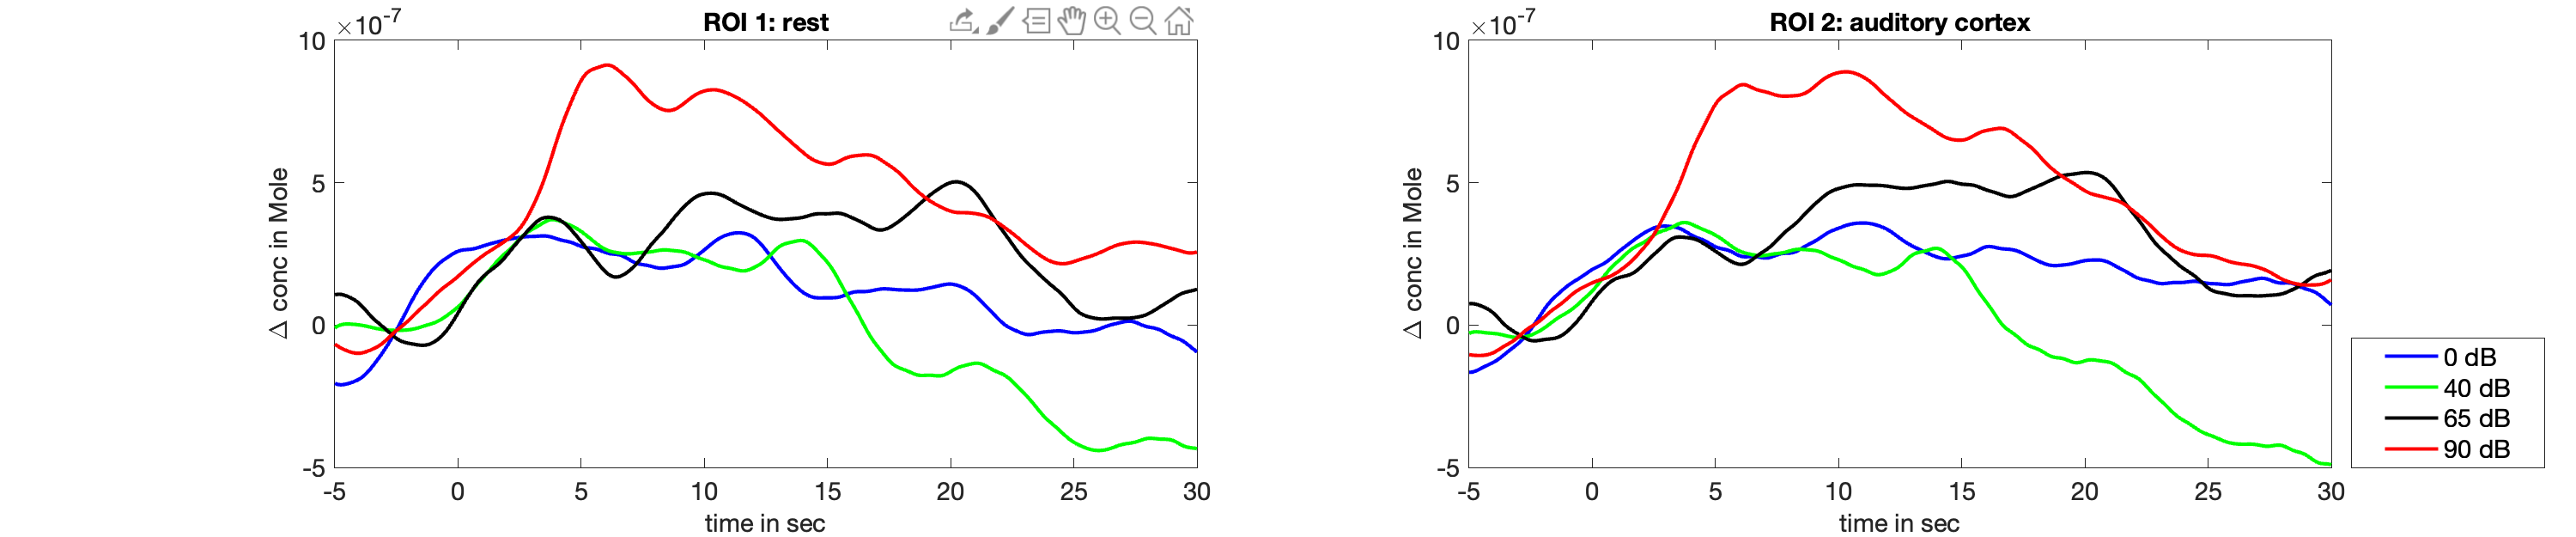 ROI 1: rest
×10-7
10
5
0
-5
Δ conc in Mole
-5 0 5 10 15 20 25 30
time in sec
ROI 2: auditory cortex
×10-7
10
5
0
-5
Δ conc in Mole
-5 0 5 10 15 20 25 30
time in sec
0 dB
40 dB
65 dB
90 dB